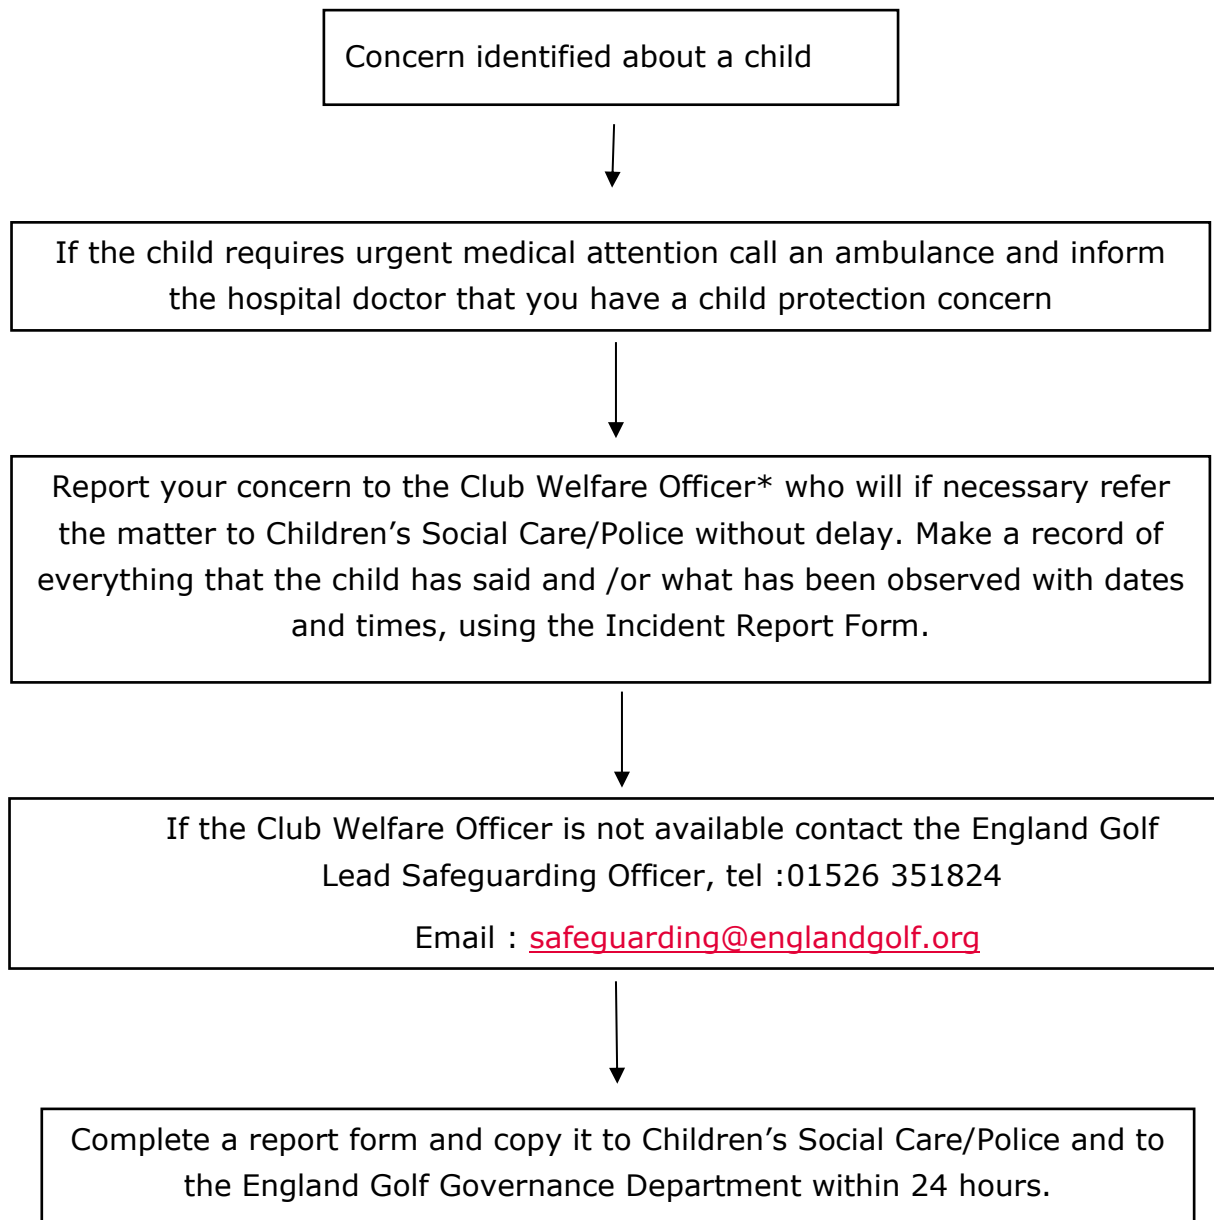 Concern identified about a child
If the child requires urgent medical attention call an ambulance and inform
the hospital doctor that you have a child protection concern
Report your concern to the Club Welfare Officer* who will if necessary refer
the matter to Children’s Social Care/Police without delay. Make a record of
everything that the child has said and /or what has been observed with dates
and times, using the Incident Report Form.
If the Club Welfare Officer is not available contact the England Golf
Lead Safeguarding Officer, tel :01526 351824
Email : safeguarding@englandgolf.org
Complete a report form and copy it to Children’s Social Care/Police and to
the England Golf Governance Department within 24 hours.